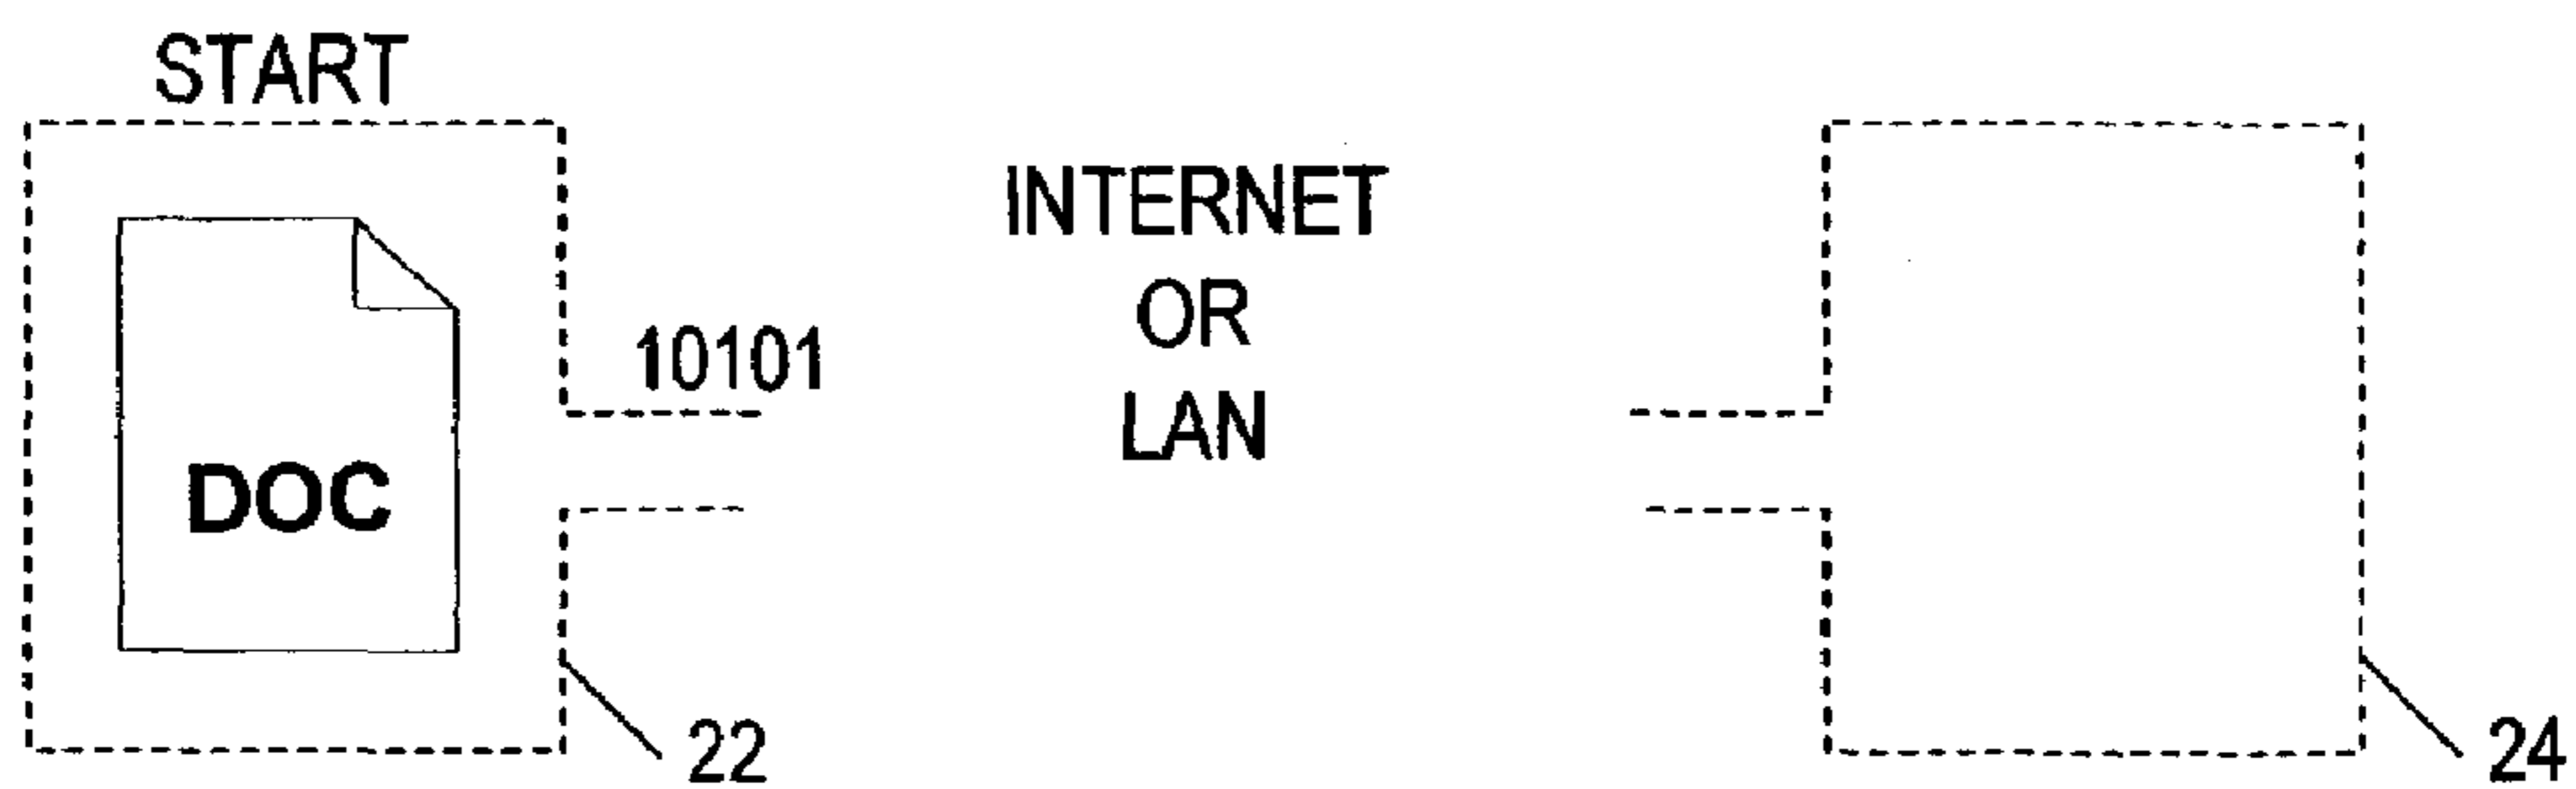 START
INTERNET
OR
LAN
10101
DOC
22
24